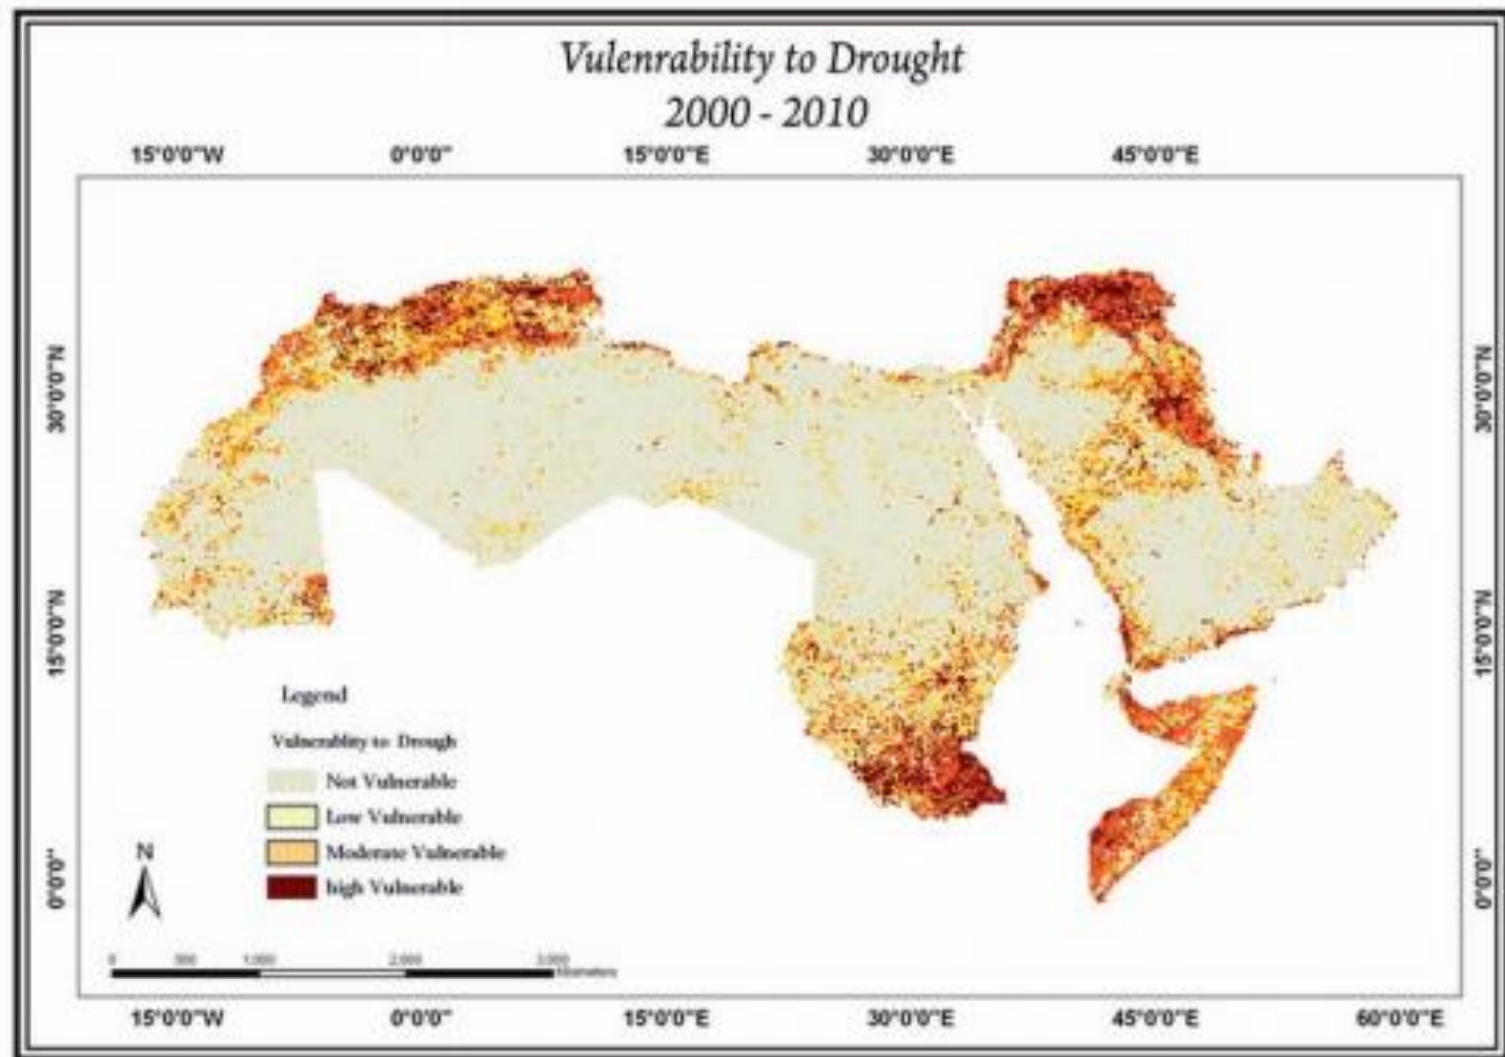 Vulenrability to Drought
2000 - 2010
15°0'0"W 0°0'0" 15°0'0"E 30°0'0"E 45°0'0"E
30°0'0"N 30°0'0"N
15°0'0"N 15°0'0"N
0°0'0" 0°0'0"
Legend
Vulnerablity to Drough
Not Vulnerable
Low Vulnerable
Moderate Vulnerable
high Vulnerable
N
0 500 1,000 2,000 3,000
Kilometers
15°0'0"W 0°0'0" 15°0'0"E 30°0'0"E 45°0'0"E 60°0'0"E